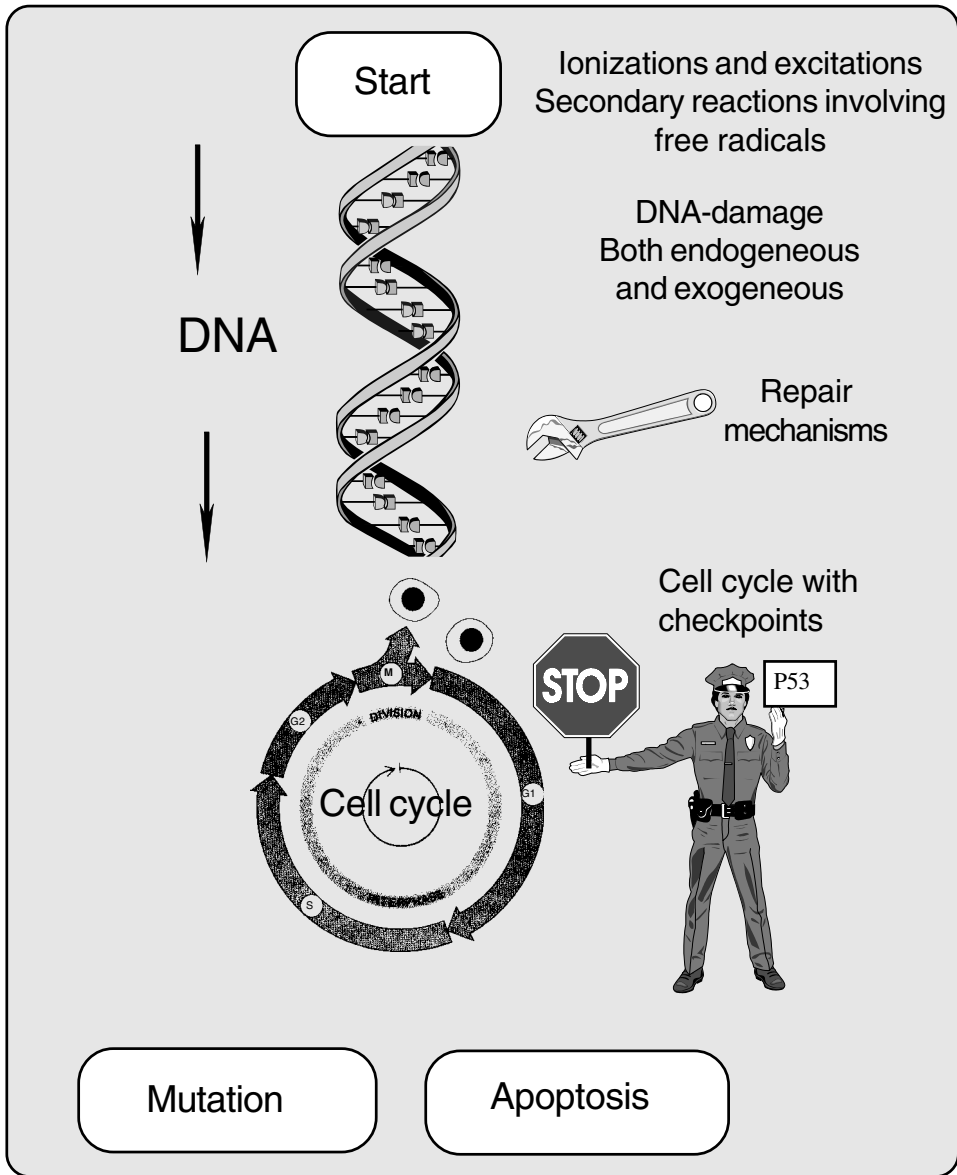 Start
Ionizations and excitations
Secondary reactions involving
free radicals
DNA-damage
Both endogeneous
and exogeneous
DNA
Repair
mechanisms
Cell cycle with
checkpoints
STOP
P53
M
DIVISION
G2
G1
Cell cycle
S
INTERPHASE
Mutation
Apoptosis